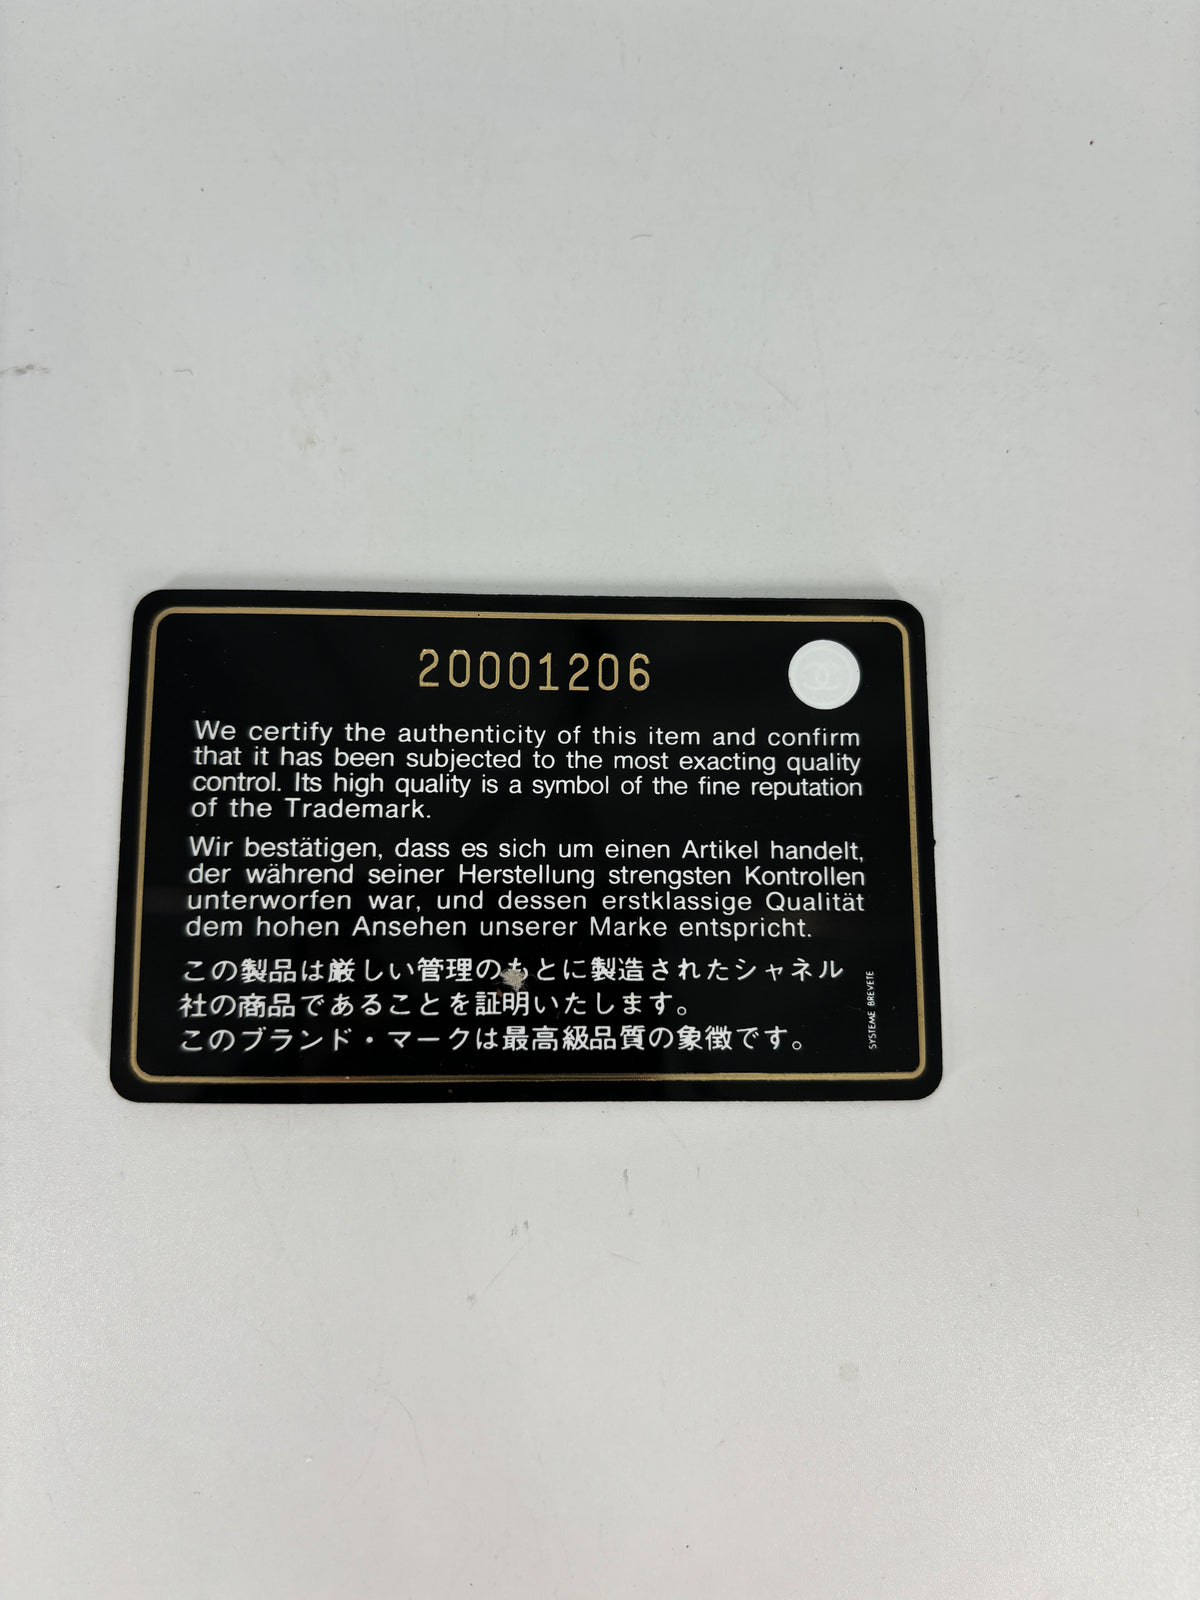 20001206
We certify the authenticity of this item and confirm
that it has been subjected to the most exacting quality
control. Its high quality is a symbol of the fine reputation
of the Trademark.
Wir bestätigen, dass es sich um einen Artikel handelt,
der während seiner Herstellung strengsten Kontrollen
unterworfen war, und dessen erstklassige Qualität
dem hohen Ansehen unserer Marke entspricht.
この製品は厳しい管理のもとに製造されたシャネル
社の商品であることを証明いたします。
このブランド・マークは最高級品質の象徴です。
SYSTEME BREVETE